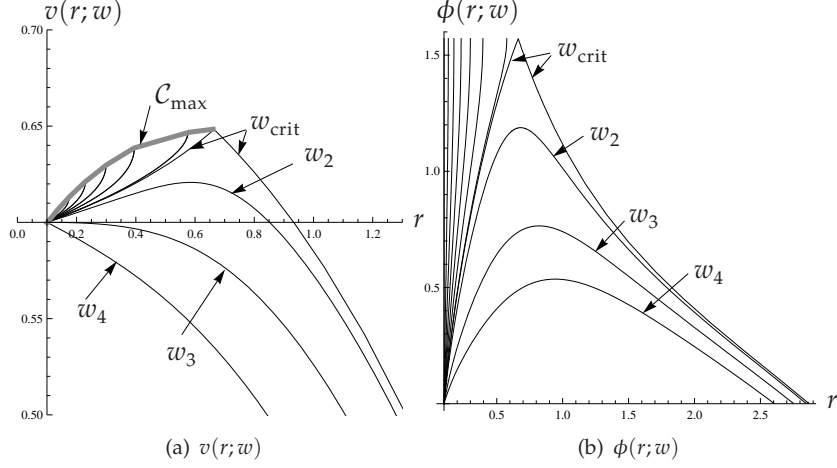 v(r;w)
0.70
C_max
0.65
w_crit
w_2
0.0 0.2 0.4 0.6 0.8 1.0 1.2 r
w_4
0.55
w_3
0.50
(a) v(r;w)
ϕ(r;w)
1.5
w_crit
w_2
1.0
w_3
w_4
0.5
1.0 1.5 2.0 2.5 r
(b) ϕ(r;w)